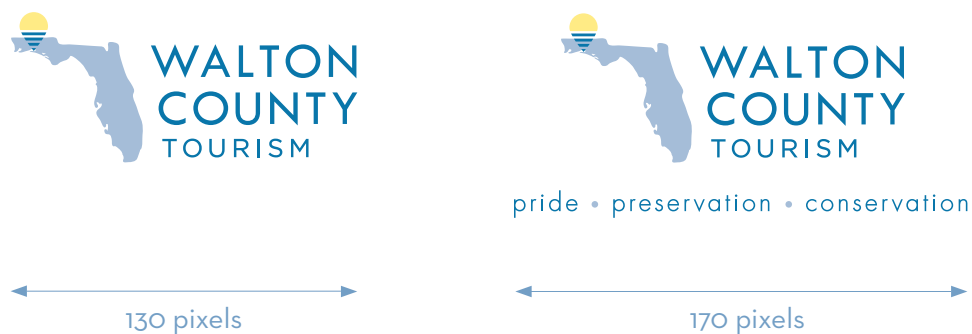 WALTON
COUNTY
TOURISM
130 pixels
WALTON
COUNTY
TOURISM
pride • preservation • conservation
170 pixels